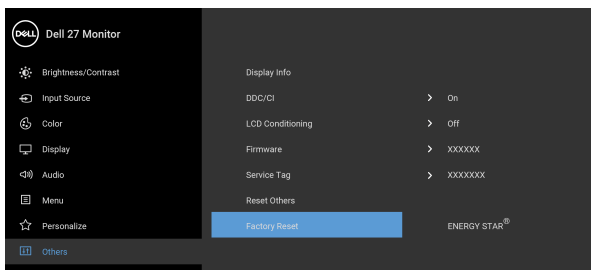 DELL Dell 27 Monitor
Brightness/Contrast
Display Info
Input Source
DDC/CI > On
Color
LCD Conditioning > Off
Display
Firmware > XXXXXX
Audio
Service Tag > XXXXXXX
Menu
Reset Others
Personalize
Factory Reset ENERGY STAR®
Others